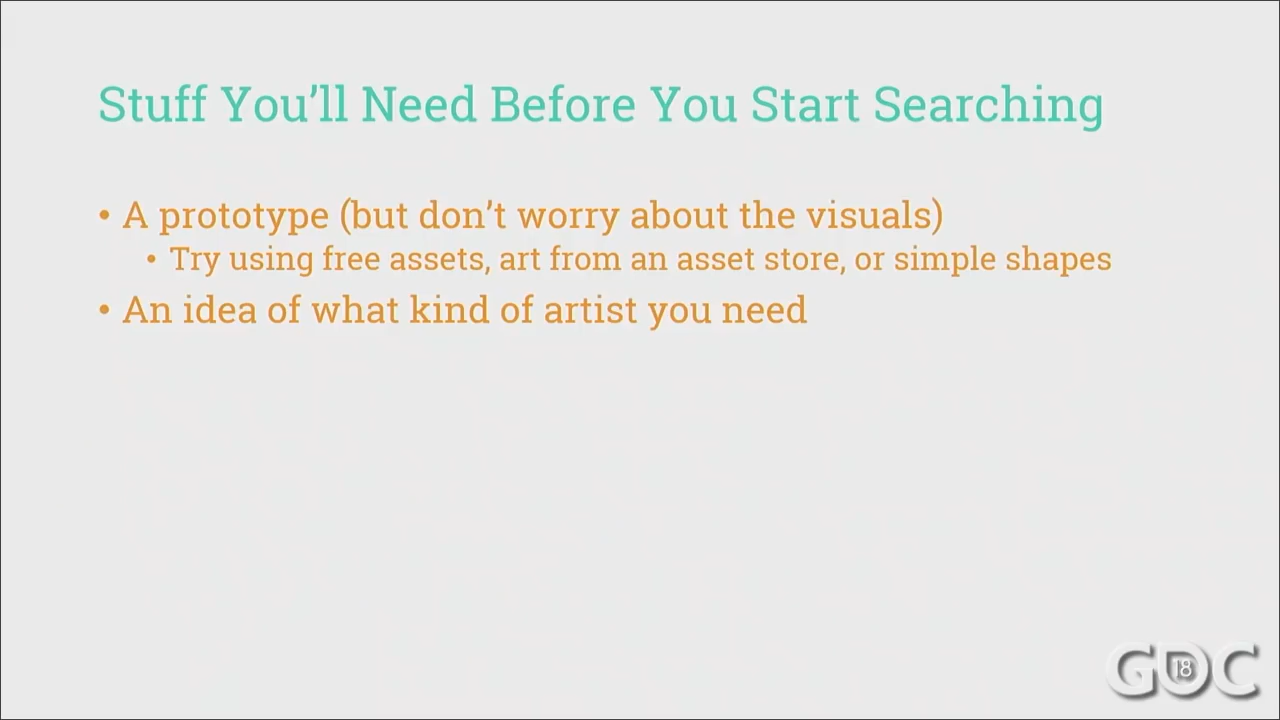 Stuff You’ll Need Before You Start Searching
• A prototype (but don’t worry about the visuals)
• Try using free assets, art from an asset store, or simple shapes
• An idea of what kind of artist you need
GDC
18